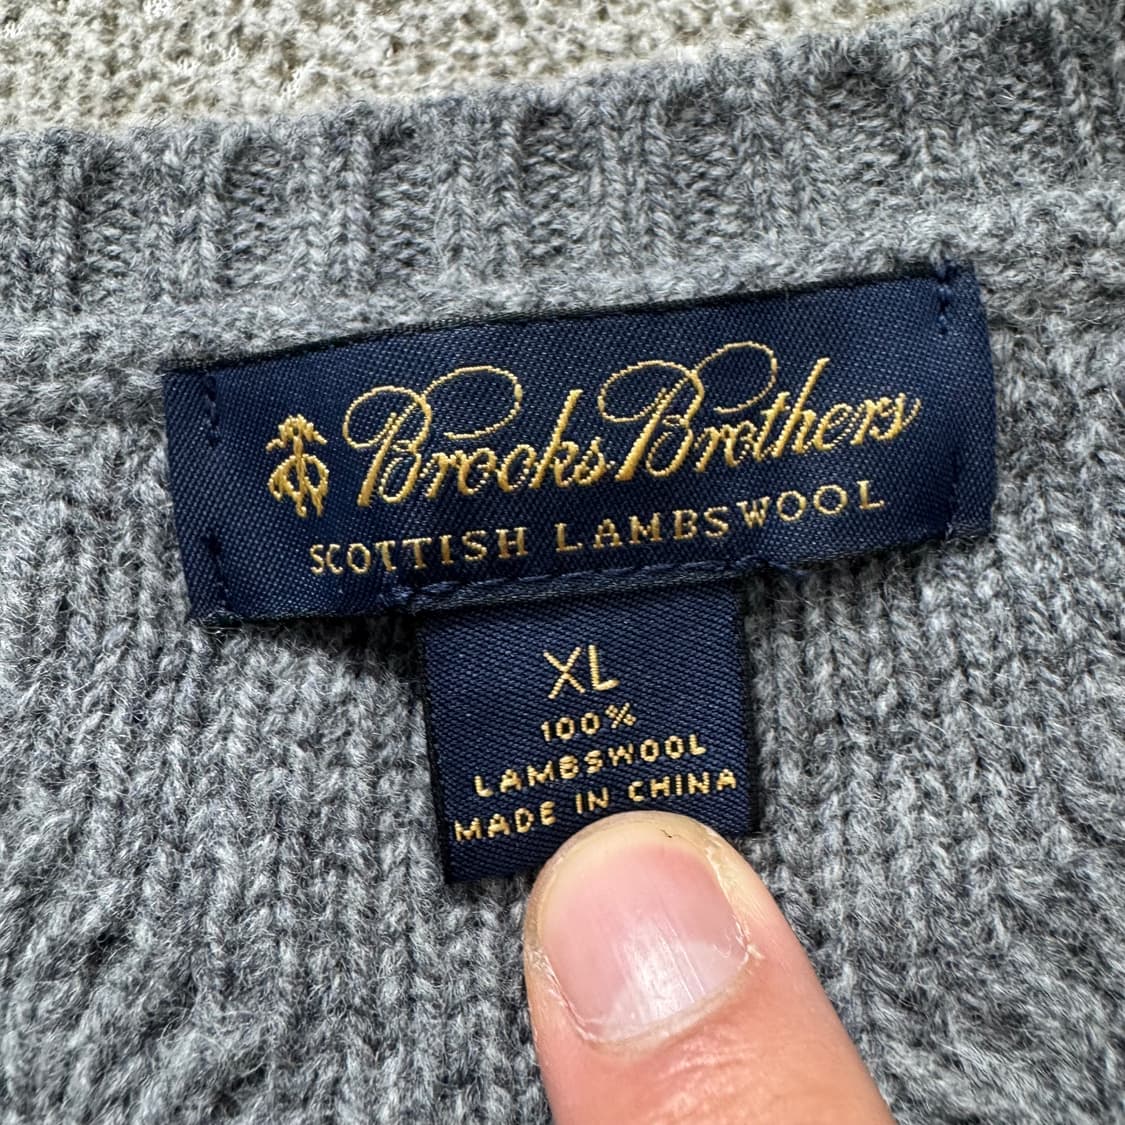 Brooks Brothers
SCOTTISH LAMBSWOOL
XL
100%
LAMBSWOOL
MADE IN CHINA